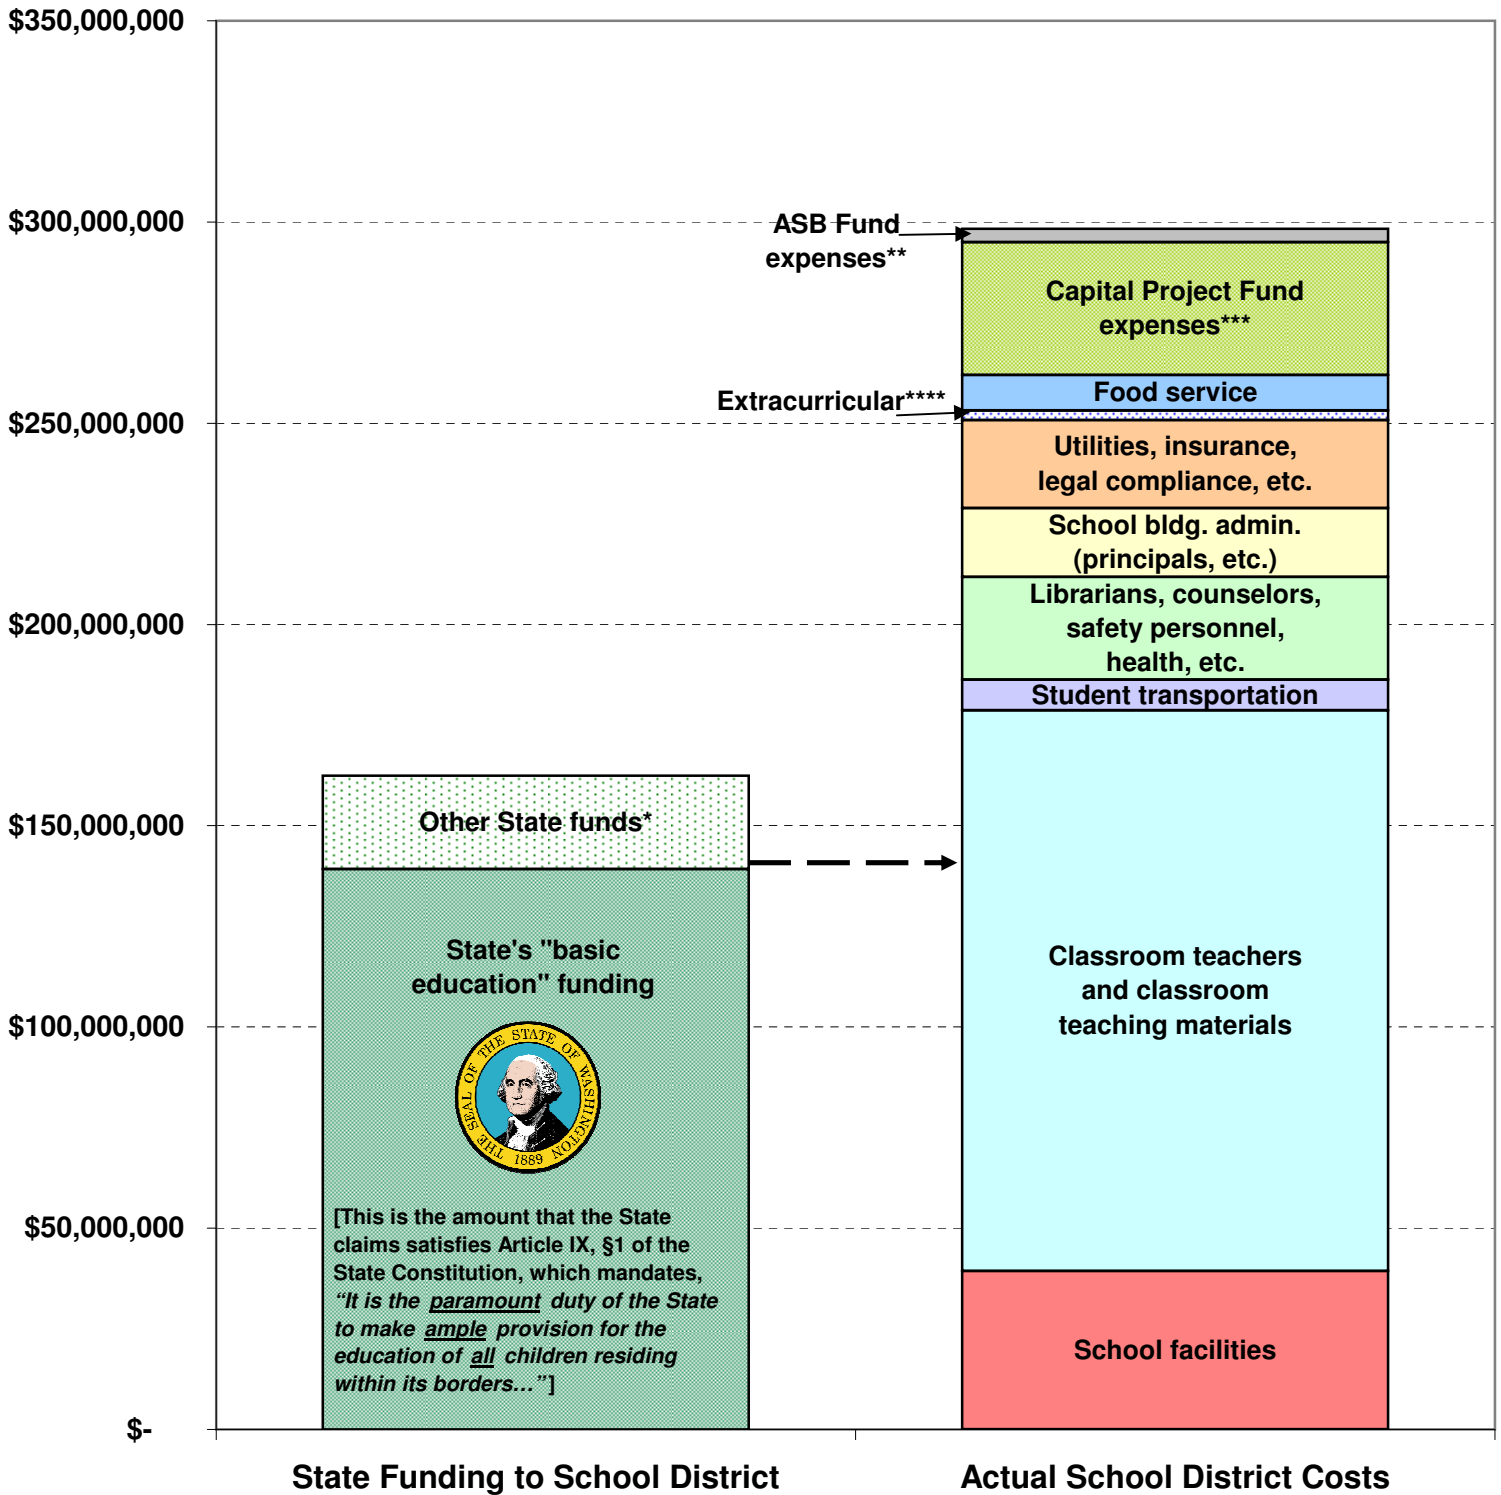 $350,000,000
$300,000,000
$250,000,000
$200,000,000
$150,000,000
$100,000,000
$50,000,000
$-
Other State funds*
State's "basic
education" funding
THE SEAL OF THE STATE OF WASHINGTON
1889
[This is the amount that the State
claims satisfies Article IX, §1 of the
State Constitution, which mandates,
“It is the paramount duty of the State
to make ample provision for the
education of all children residing
within its borders…”]
ASB Fund
expenses**
Capital Project Fund
expenses***
Food service
Extracurricular****
Utilities, insurance,
legal compliance, etc.
School bldg. admin.
(principals, etc.)
Librarians, counselors,
safety personnel,
health, etc.
Student transportation
Classroom teachers
and classroom
teaching materials
School facilities
State Funding to School District
Actual School District Costs